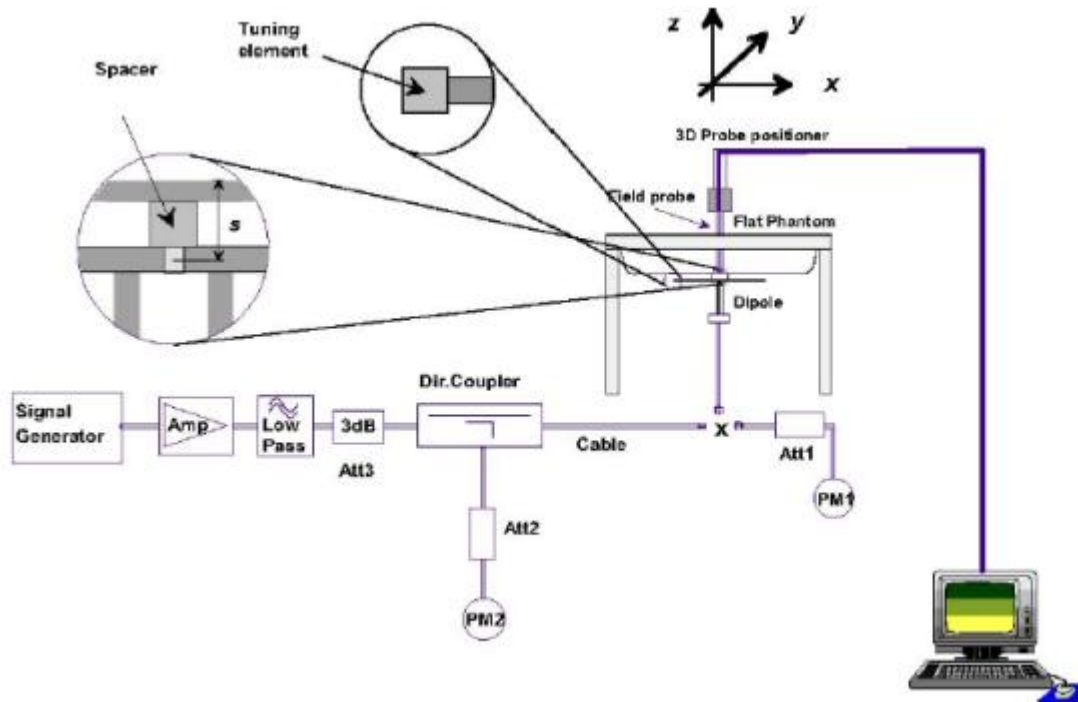 Tuning
element
Spacer
s
z
y
x
3D Probe positioner
Field probe
Flat Phantom
Dipole
Dir.Coupler
Signal
Generator
Amp
Low
Pass
3dB
Att3
Cable
x
Att1
PM1
Att2
PM2